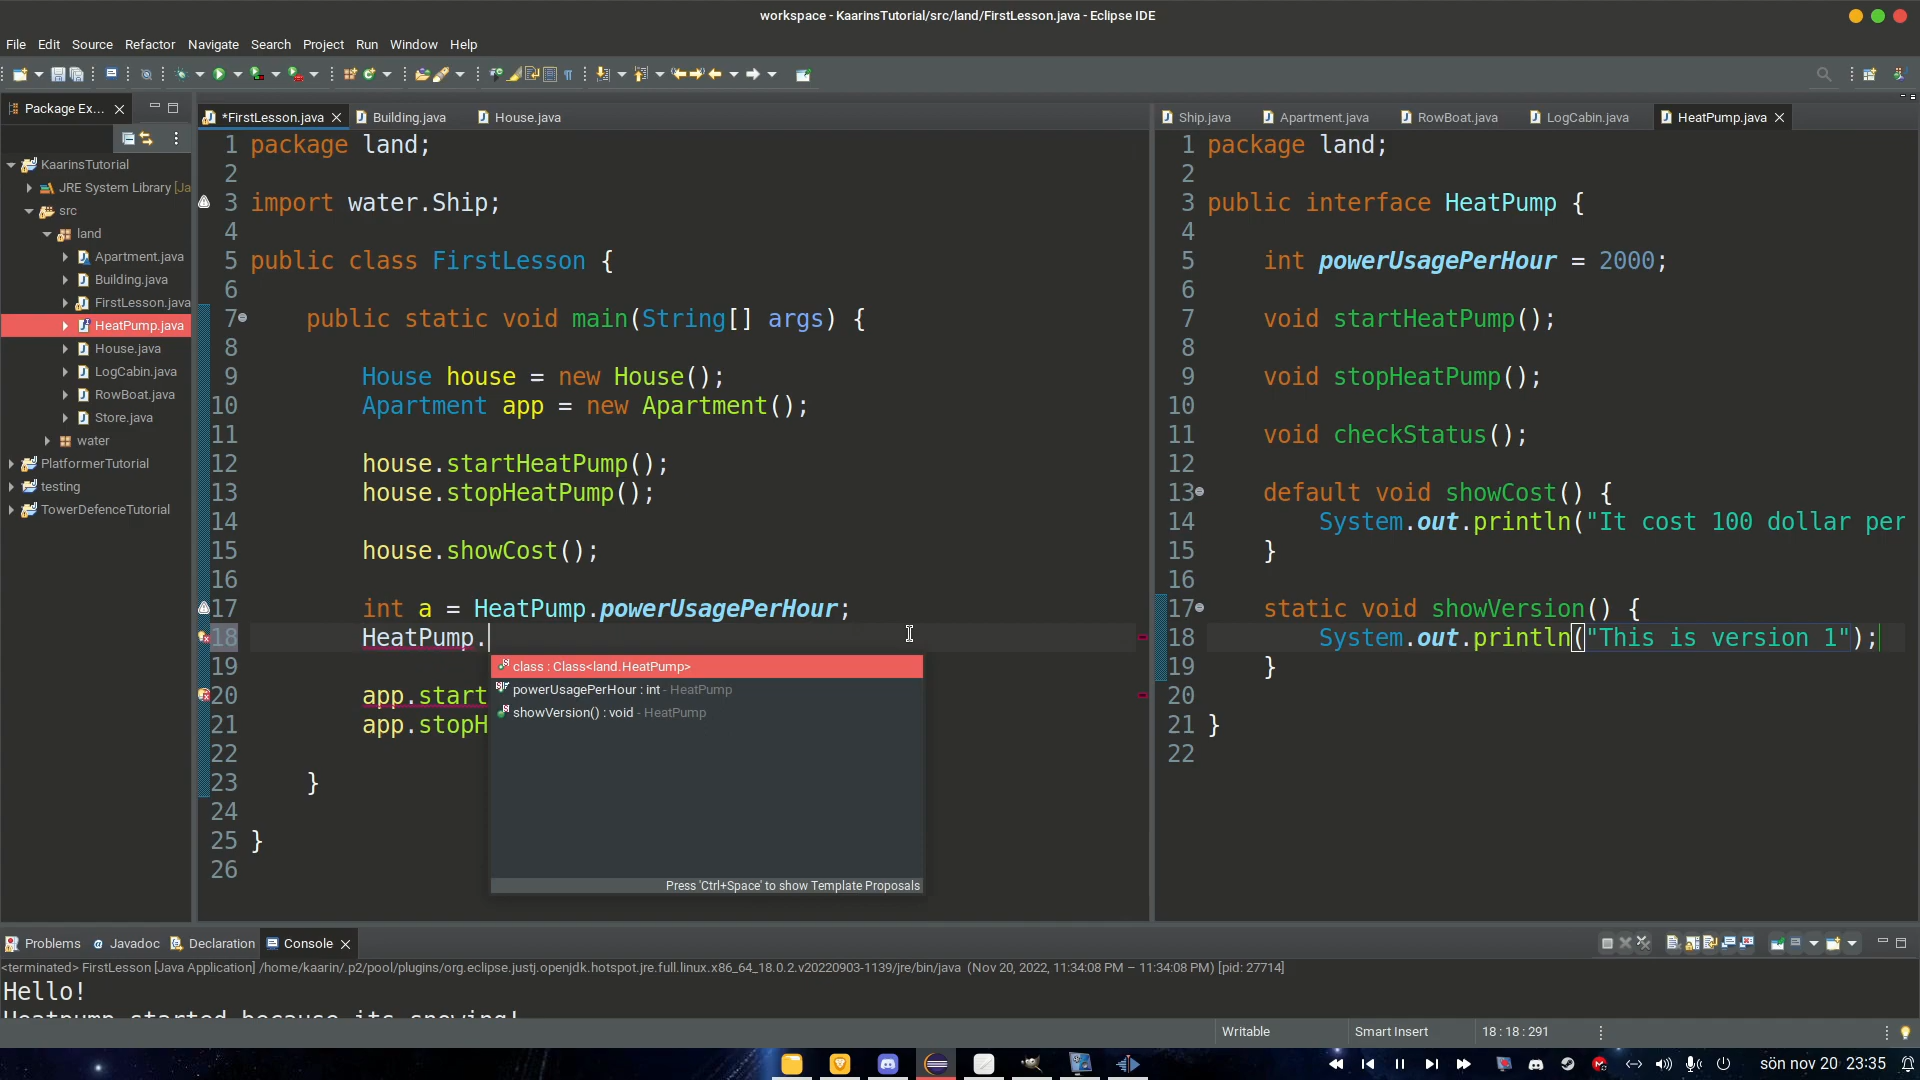 workspace - KaarinsTutorial/src/land/FirstLesson.java - Eclipse IDE
File Edit Source Refactor Navigate Search Project Run Window Help
Package Ex...
KaarinsTutorial
JRE System Library [Ja
src
land
Apartment.java
Building.java
FirstLesson.java
HeatPump.java
House.java
LogCabin.java
RowBoat.java
Store.java
water
PlatformerTutorial
testing
TowerDefenceTutorial
*FirstLesson.java Building.java House.java
1 package land;
2
3 import water.Ship;
4
5 public class FirstLesson {
6
7 public static void main(String[] args) {
8
9 House house = new House();
10 Apartment app = new Apartment();
11
12 house.startHeatPump();
13 house.stopHeatPump();
14
15 house.showCost();
16
17 int a = HeatPump.powerUsagePerHour;
18 HeatPump.
19
20 app.start
21 app.stopH
22
23 }
24
25 }
26
class : Class<land.HeatPump>
powerUsagePerHour : int - HeatPump
showVersion() : void - HeatPump
Press 'Ctrl+Space' to show Template Proposals
Ship.java Apartment.java RowBoat.java LogCabin.java HeatPump.java
1 package land;
2
3 public interface HeatPump {
4
5 int powerUsagePerHour = 2000;
6
7 void startHeatPump();
8
9 void stopHeatPump();
10
11 void checkStatus();
12
13 default void showCost() {
14 System.out.println("It cost 100 dollar per
15 }
16
17 static void showVersion() {
18 System.out.println("This is version 1");
19 }
20
21 }
22
Problems Javadoc Declaration Console
<terminated> FirstLesson [Java Application] /home/kaarin/.p2/pool/plugins/org.eclipse.justj.openjdk.hotspot.jre.full.linux.x86_64_18.0.2.v20220903-1139/jre/bin/java (Nov 20, 2022, 11:34:08 PM – 11:34:08 PM) [pid: 27714]
Hello!
Heatpump started because its snowing!
Writable Smart Insert 18 : 18 : 291
sön nov 20 23:35